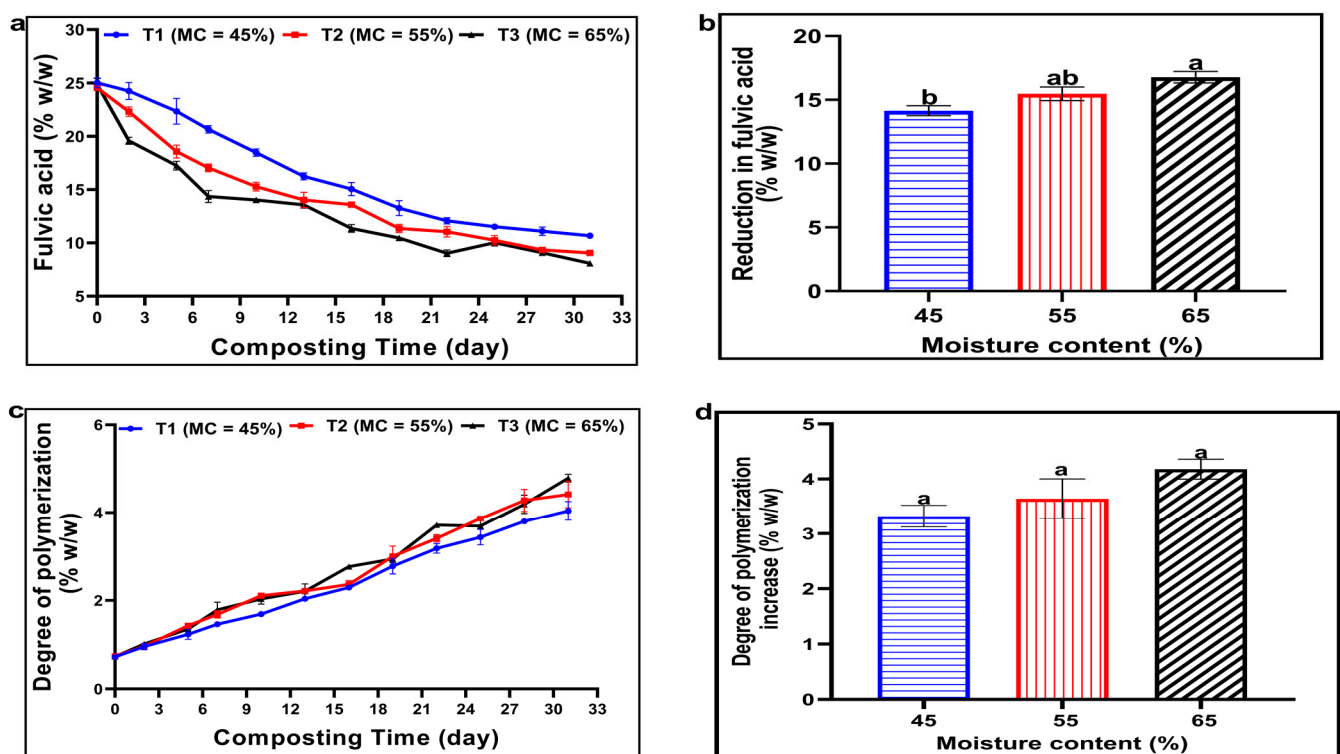 a
T1 (MC = 45%) T2 (MC = 55%) T3 (MC = 65%)
Fulvic acid (% w/w)
30
25
20
15
10
5
0 3 6 9 12 15 18 21 24 27 30 33
Composting Time (day)
b
Reduction in fulvic acid
(% w/w)
20
15
10
5
0
b ab a
45 55 65
Moisture content (%)
c
T1 (MC = 45%) T2 (MC = 55%) T3 (MC = 65%)
Degree of polymerization
(% w/w)
6
4
2
0
0 3 6 9 12 15 18 21 24 27 30 33
Composting Time (day)
d
Degree of polymerization
increase (% w/w)
5
4
3
2
1
0
a a a
45 55 65
Moisture content (%)